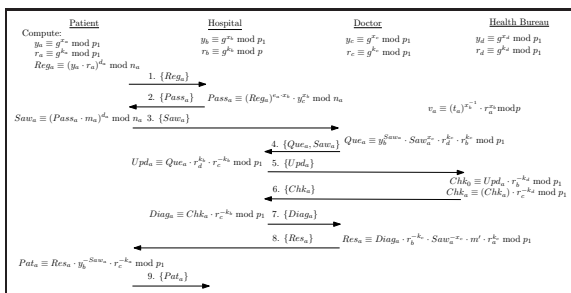 Patient Hospital Doctor Health Bureau
Compute:
y_a ≡ g^{x_a} mod p_1 y_b ≡ g^{x_b} mod p_1 y_c ≡ g^{x_c} mod p_1 y_d ≡ g^{x_d} mod p_1
r_a ≡ g^{k_a} mod p_1 r_b ≡ g^{k_b} mod p r_c ≡ g^{k_c} mod p_1 r_d ≡ g^{k_d} mod p_1
Reg_a ≡ (y_a · r_a)^{d_a} mod n_a
1. {Reg_a}
2. {Pass_a} Pass_a ≡ (Reg_a)^{e_a·x_b} · y_c^{x_b} mod n_a
v_a ≡ (t_a)^{x_b^{-1}} · r_a^{x_b} mod p
Saw_a ≡ (Pass_a · m_a)^{d_a} mod n_a 3. {Saw_a}
4. {Que_a, Saw_a} Que_a ≡ y_b^{Saw_a} · Saw_a^{x_c} · r_d^{k_c} · r_b^{k_c} mod p_1
Upd_a ≡ Que_a · r_d^{k_b} · r_c^{-k_b} mod p_1 5. {Upd_a}
Chk_0 ≡ Upd_a · r_b^{-k_d} mod p_1
6. {Chk_a} Chk_a ≡ (Chk_a) · r_c^{-k_d} mod p_1
Diag_a ≡ Chk_a · r_c^{-k_b} mod p_1 7. {Diag_a}
8. {Res_a} Res_a ≡ Diag_a · r_b^{-k_c} · Saw_a^{-x_c} · m' · r_a^{k_c} mod p_1
Pat_a ≡ Res_a · y_b^{-Saw_a} · r_c^{-k_a} mod p_1
9. {Pat_a}